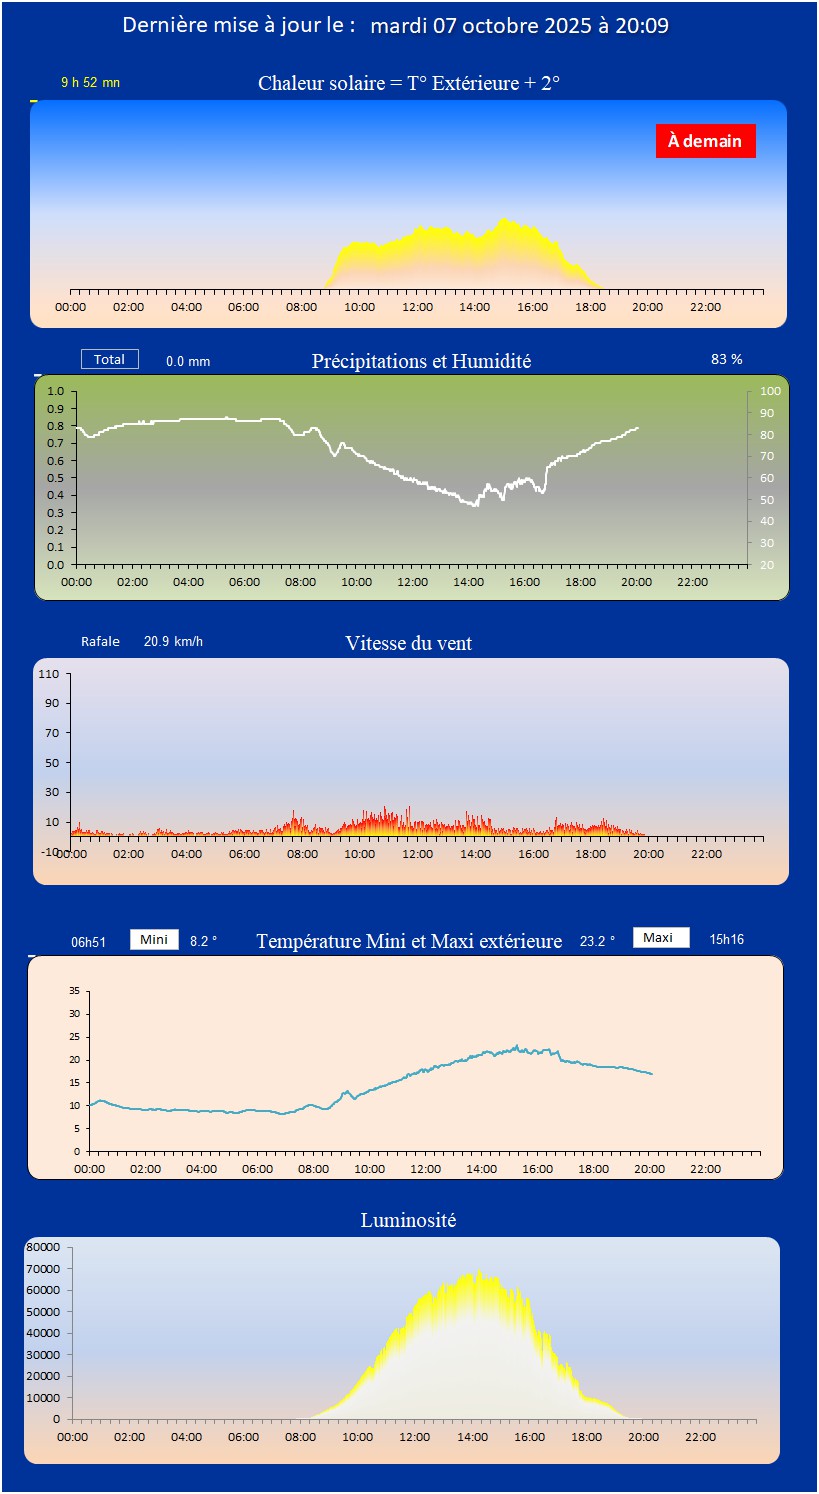 Dernière mise à jour le : mardi 07 octobre 2025 à 20:09
9 h 52 mn Chaleur solaire = T° Extérieure + 2°
À demain
00:00 02:00 04:00 06:00 08:00 10:00 12:00 14:00 16:00 18:00 20:00 22:00
Total 0.0 mm Précipitations et Humidité 83 %
1.0 100
0.9 90
0.8 80
0.7 70
0.6 60
0.5 50
0.4 40
0.3 30
0.2 20
0.1
0.0
00:00 02:00 04:00 06:00 08:00 10:00 12:00 14:00 16:00 18:00 20:00 22:00
Rafale 20.9 km/h Vitesse du vent
110
90
70
50
30
10
-10
00:00 02:00 04:00 06:00 08:00 10:00 12:00 14:00 16:00 18:00 20:00 22:00
06h51 Mini 8.2 ° Température Mini et Maxi extérieure 23.2 ° Maxi 15h16
35
30
25
20
15
10
5
0
00:00 02:00 04:00 06:00 08:00 10:00 12:00 14:00 16:00 18:00 20:00 22:00
Luminosité
80000
70000
60000
50000
40000
30000
20000
10000
0
00:00 02:00 04:00 06:00 08:00 10:00 12:00 14:00 16:00 18:00 20:00 22:00